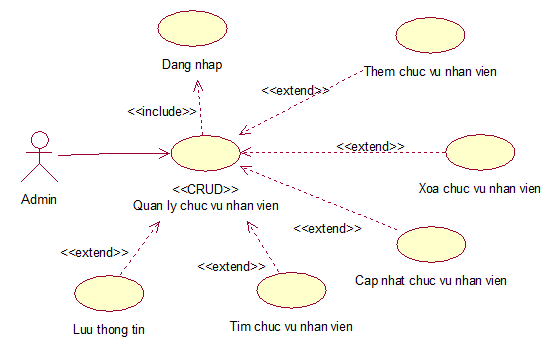 Dang nhap
Them chuc vu nhan vien
<<extend>>
<<include>>
<<extend>>
Admin
<<CRUD>>
Quan ly chuc vu nhan vien
Xoa chuc vu nhan vien
<<extend>>
<<extend>>
<<extend>>
Cap nhat chuc vu nhan vien
Luu thong tin
Tim chuc vu nhan vien